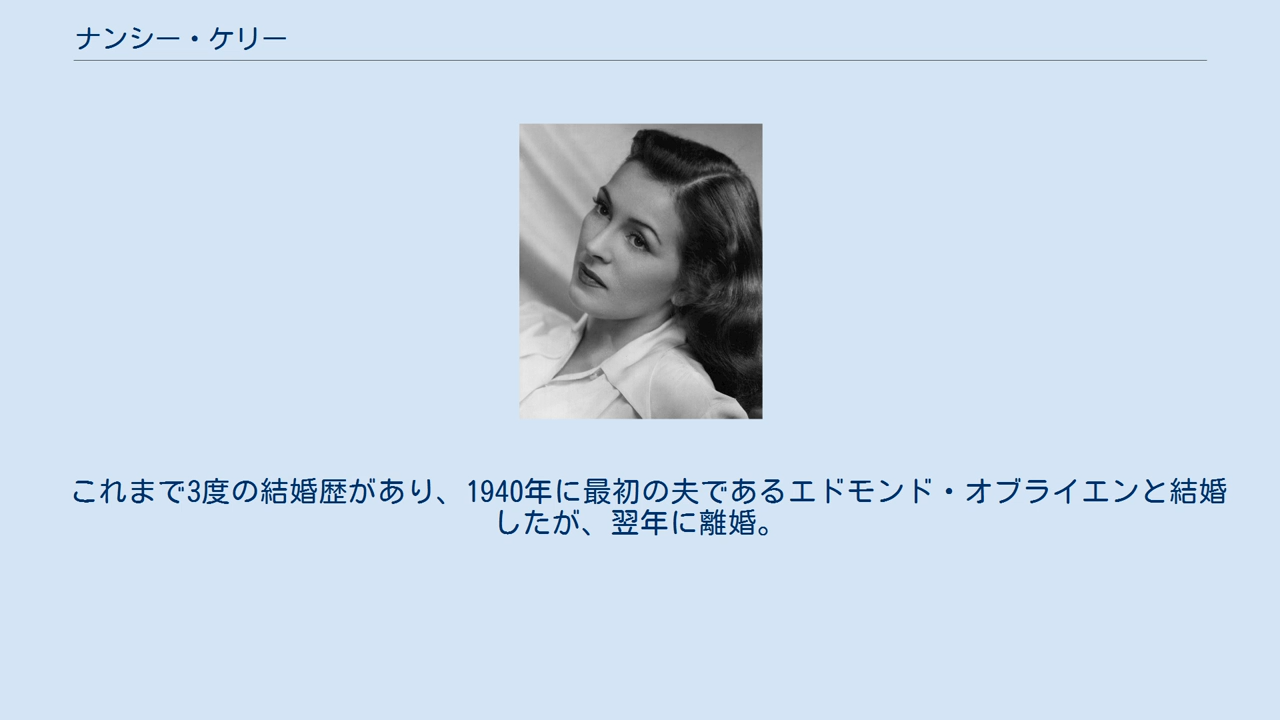 ナンシー・ケリー
これまで3度の結婚歴があり、1940年に最初の夫であるエドモンド・オブライエンと結婚
したが、翌年に離婚。